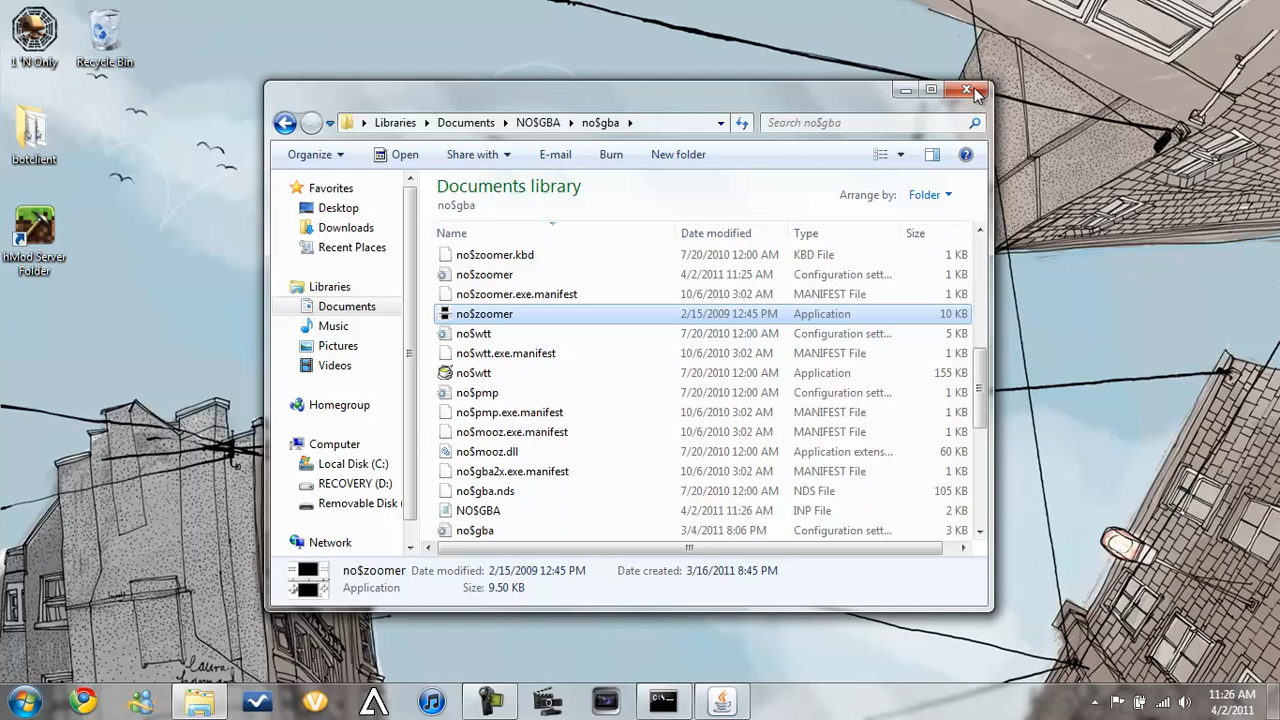 1 'N Only
Recycle Bin
botclient
hMod Server
Folder
Libraries
Documents
NO$GBA
no$gba
Search no$gba
Organize
Open
Share with
E-mail
Burn
New folder
Favorites
Desktop
Downloads
Recent Places
Libraries
Documents
Music
Pictures
Videos
Homegroup
Computer
Local Disk (C:)
RECOVERY (D:)
Removable Disk
Network
Documents library
no$gba
Arrange by: Folder
Name Date modified Type Size
no$zoomer.kbd 7/20/2010 12:00 AM KBD File 1 KB
no$zoomer 4/2/2011 11:25 AM Configuration sett... 1 KB
no$zoomer.exe.manifest 10/6/2010 3:02 AM MANIFEST File 1 KB
no$zoomer 2/15/2009 12:45 PM Application 10 KB
no$wtt 7/20/2010 12:00 AM Configuration sett... 5 KB
no$wtt.exe.manifest 10/6/2010 3:02 AM MANIFEST File 1 KB
no$wtt 7/20/2010 12:00 AM Application 155 KB
no$pmp 7/20/2010 12:00 AM Configuration sett... 1 KB
no$pmp.exe.manifest 10/6/2010 3:02 AM MANIFEST File 1 KB
no$mooz.exe.manifest 10/6/2010 3:02 AM MANIFEST File 1 KB
no$mooz.dll 7/20/2010 12:00 AM Application extens... 60 KB
no$gba2x.exe.manifest 10/6/2010 3:02 AM MANIFEST File 1 KB
no$gba.nds 7/20/2010 12:00 AM NDS File 105 KB
NO$GBA 4/2/2011 11:26 AM INP File 2 KB
no$gba 3/4/2011 8:06 PM Configuration sett... 3 KB
no$zoomer Date modified: 2/15/2009 12:45 PM Date created: 3/16/2011 8:45 PM
Application Size: 9.50 KB
laura
C:\
11:26 AM
4/2/2011